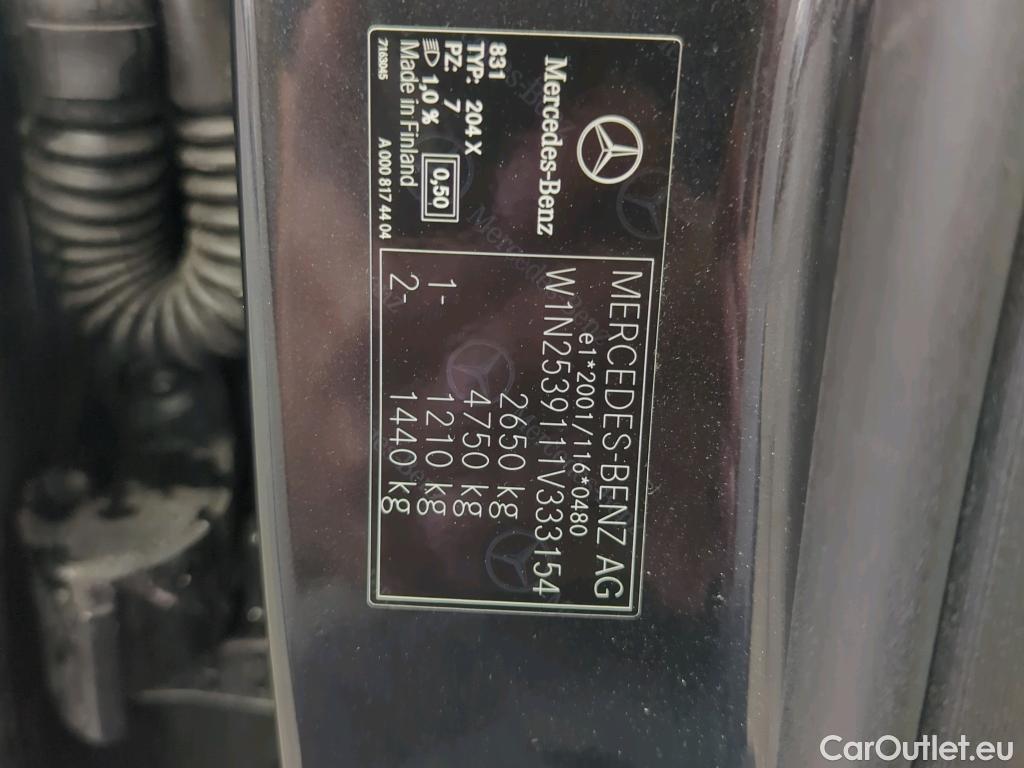 Mercedes-Benz
831
TYP: 204 X
PZ: 7
1,0 %
0,50
Made in Finland
7163045
A 000 817 44 04
MERCEDES-BENZ AG
e1*2001/116*0480
W1N2539111V333154
2650 kg
4750 kg
1- 1210 kg
2- 1440 kg
CarOutlet.eu